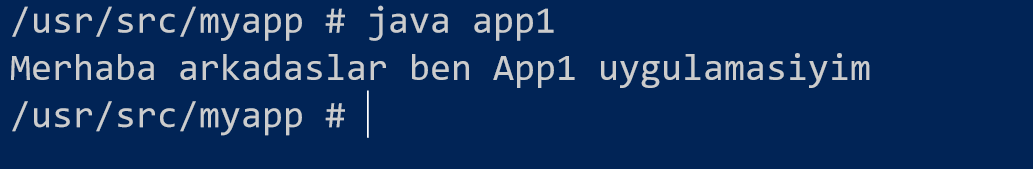 /usr/src/myapp # java app1
Merhaba arkadaslar ben App1 uygulamasiyim
/usr/src/myapp #